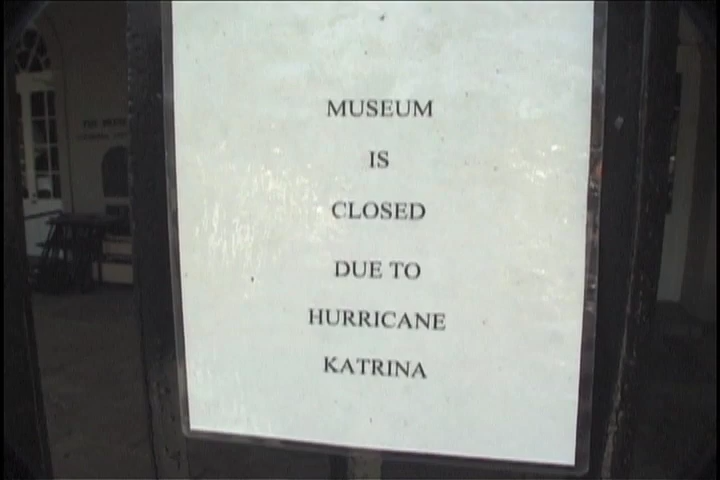 MUSEUM
IS
CLOSED
DUE TO
HURRICANE
KATRINA